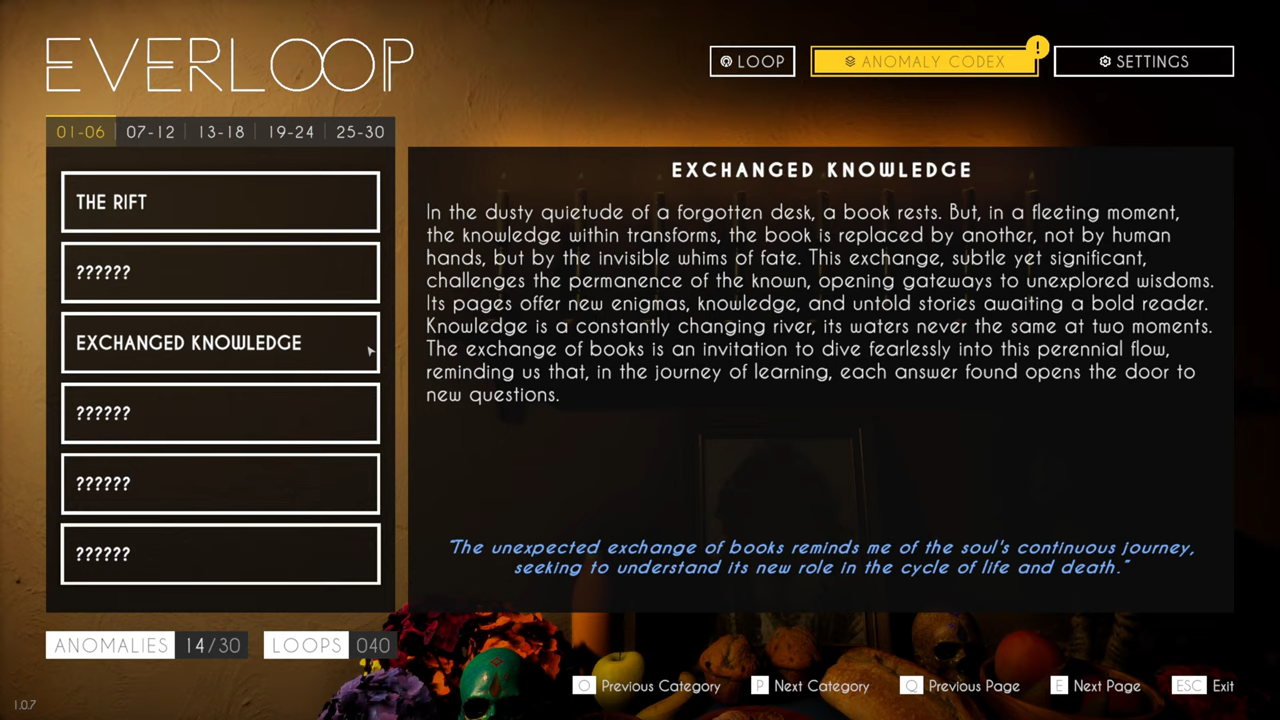 EVERLOOP
LOOP
ANOMALY CODEX
!
SETTINGS
01-06
07-12
13-18
19-24
25-30
THE RIFT
??????
EXCHANGED KNOWLEDGE
??????
??????
??????
EXCHANGED KNOWLEDGE
In the dusty quietude of a forgotten desk, a book rests. But, in a fleeting moment,
the knowledge within transforms, the book is replaced by another, not by human
hands, but by the invisible whims of fate. This exchange, subtle yet significant,
challenges the permanence of the known, opening gateways to unexplored wisdoms.
Its pages offer new enigmas, knowledge, and untold stories awaiting a bold reader.
Knowledge is a constantly changing river, its waters never the same at two moments.
The exchange of books is an invitation to dive fearlessly into this perennial flow,
reminding us that, in the journey of learning, each answer found opens the door to
new questions.
"The unexpected exchange of books reminds me of the soul's continuous journey,
seeking to understand its new role in the cycle of life and death."
ANOMALIES 14/30
LOOPS 040
O Previous Category
P Next Category
Q Previous Page
E Next Page
ESC Exit
1.0.7